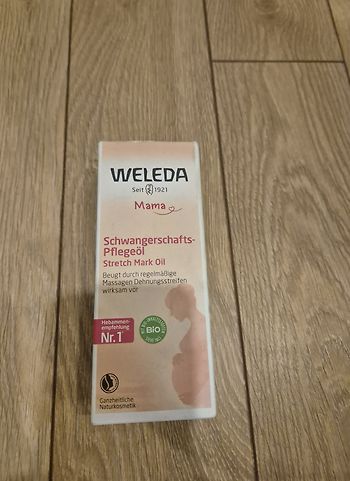 WELEDA
Seit 1921
Mama
Schwangerschafts-
Pflegeöl
Stretch Mark Oil
Beugt durch regelmäßige
Massagen Dehnungsstreifen
wirksam vor
Hebammen-
empfehlung
Nr.1
BIO
Ganzheitliche
Naturkosmetik